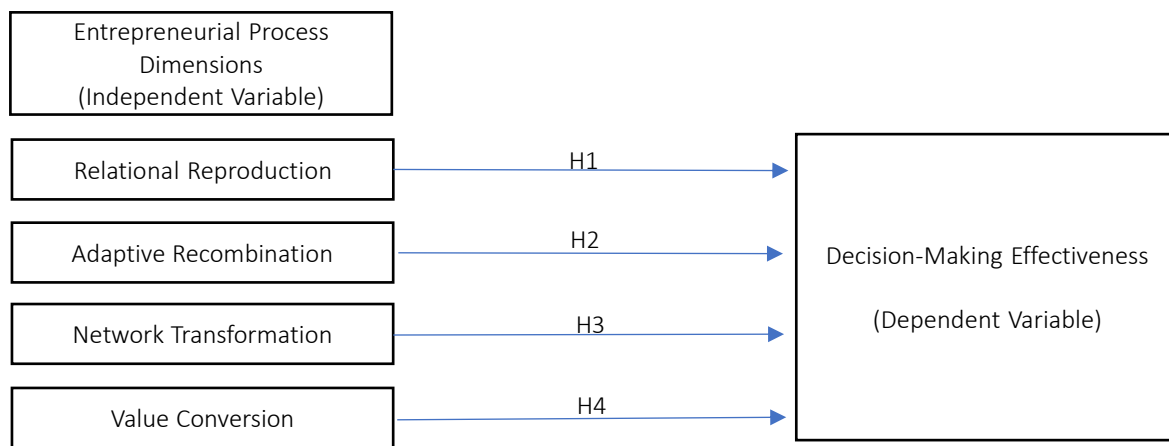 Entrepreneurial Process
Dimensions
(Independent Variable)
Relational Reproduction
H1
Adaptive Recombination
H2
Network Transformation
H3
Value Conversion
H4
Decision-Making Effectiveness
(Dependent Variable)